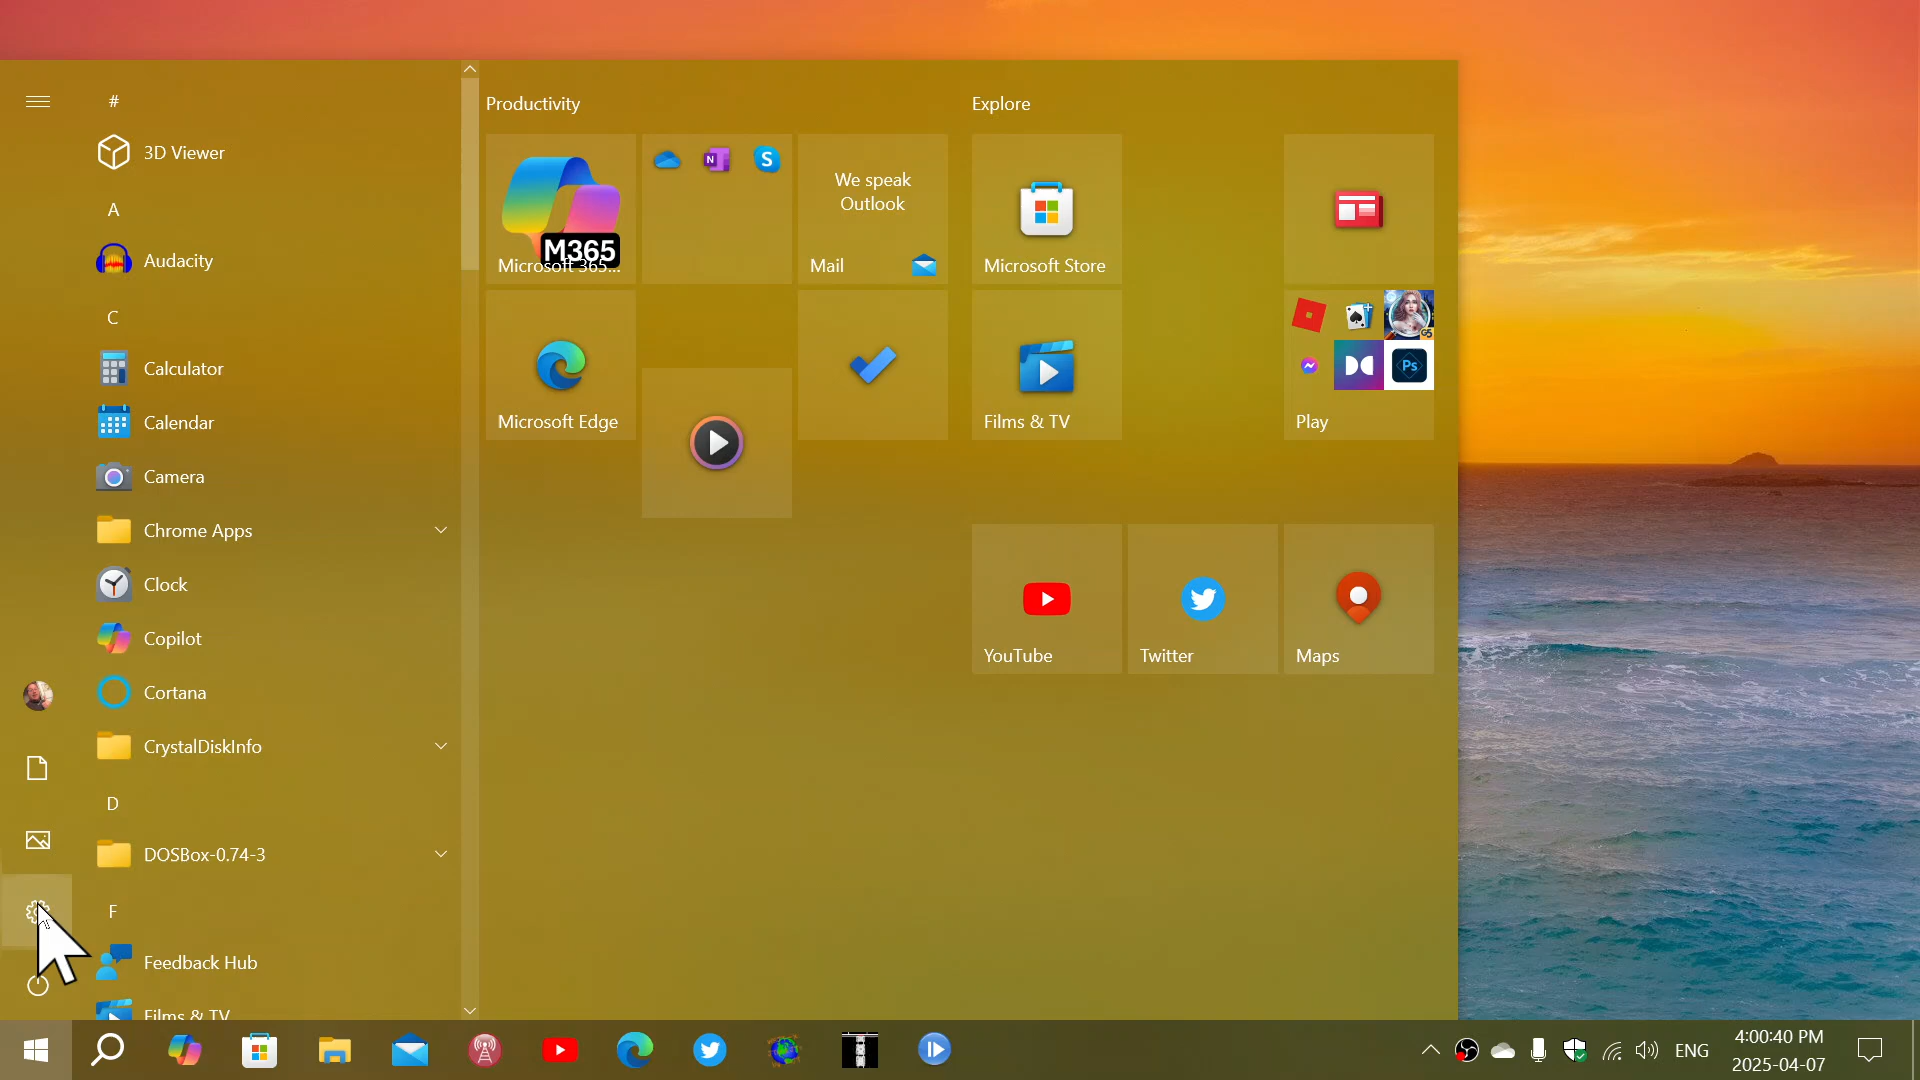 #
3D Viewer
A
Audacity
C
Calculator
Calendar
Camera
Chrome Apps
Clock
Copilot
Cortana
CrystalDiskInfo
D
DOSBox-0.74-3
F
Feedback Hub
Films & TV
Productivity
M365
Microsoft 365...
N
S
We speak
Outlook
Mail
Microsoft Edge
Explore
Microsoft Store
Films & TV
G5
Ps
Play
YouTube
Twitter
Maps
ENG
4:00:40 PM
2025-04-07